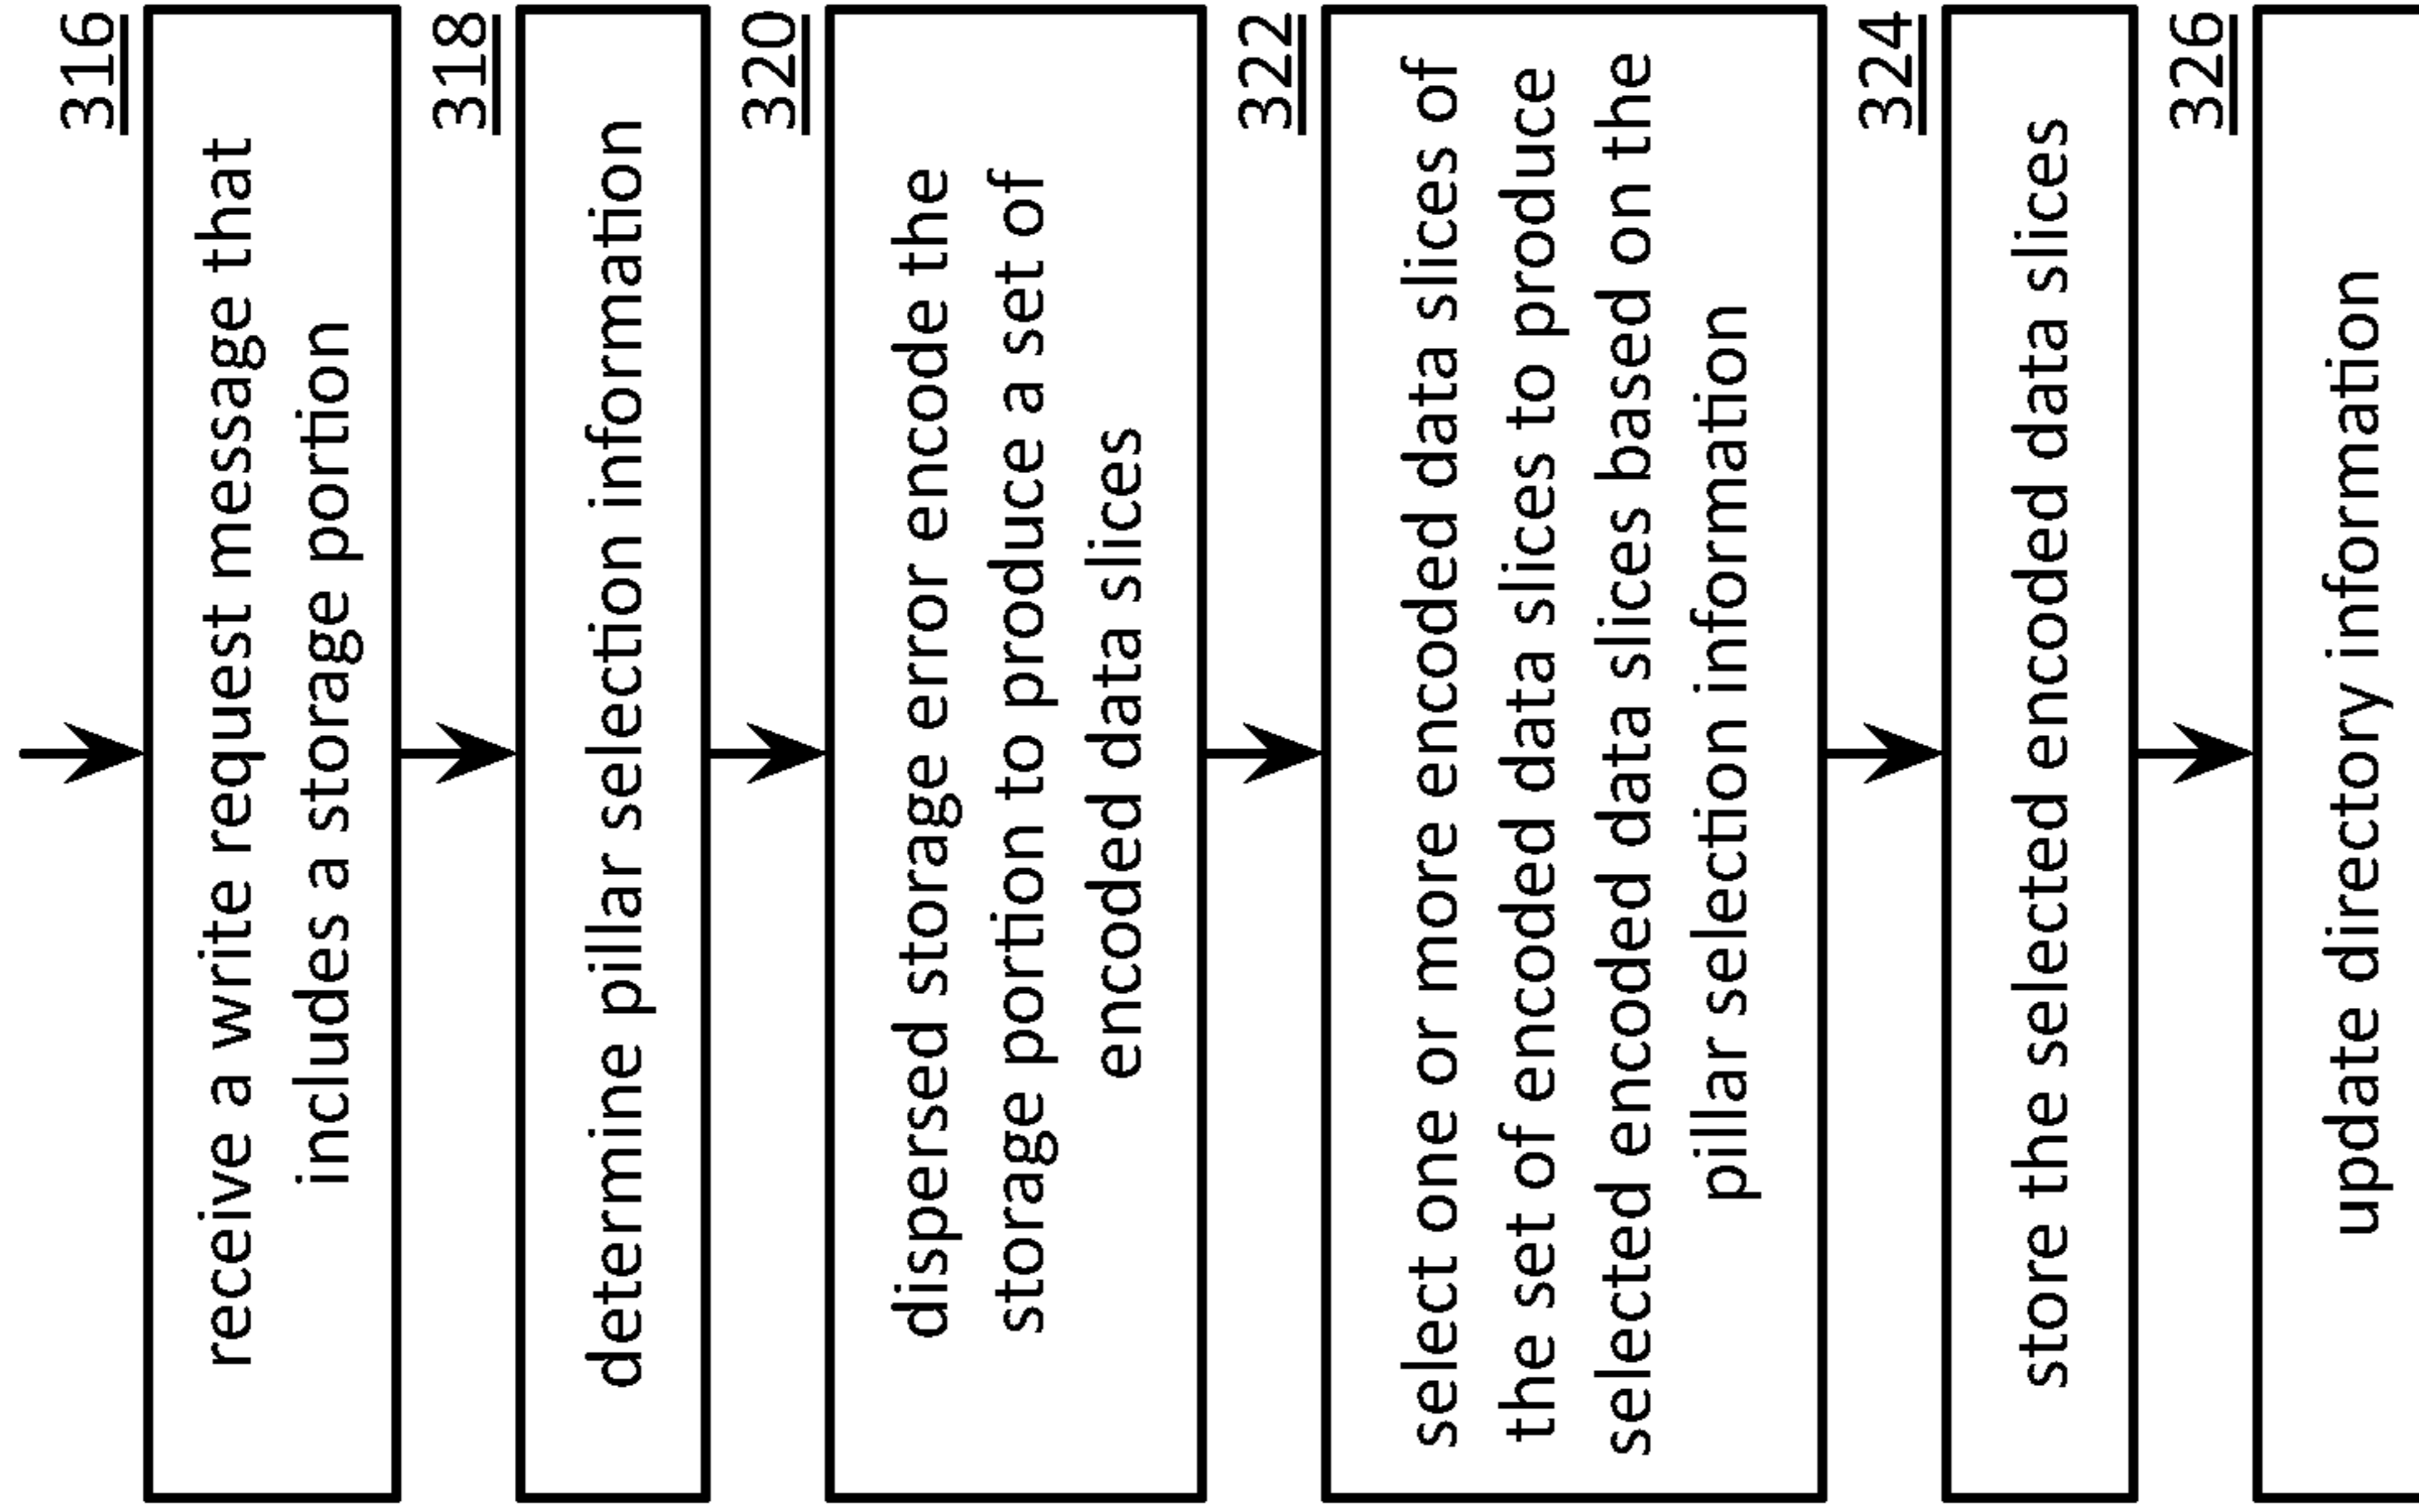 316
receive a write request message that
includes a storage portion
318
determine pillar selection information
320
dispersed storage error encode the
storage portion to produce a set of
encoded data slices
322
select one or more encoded data slices of
the set of encoded data slices to produce
selected encoded data slices based on the
pillar selection information
324
store the selected encoded data slices
326
update directory information